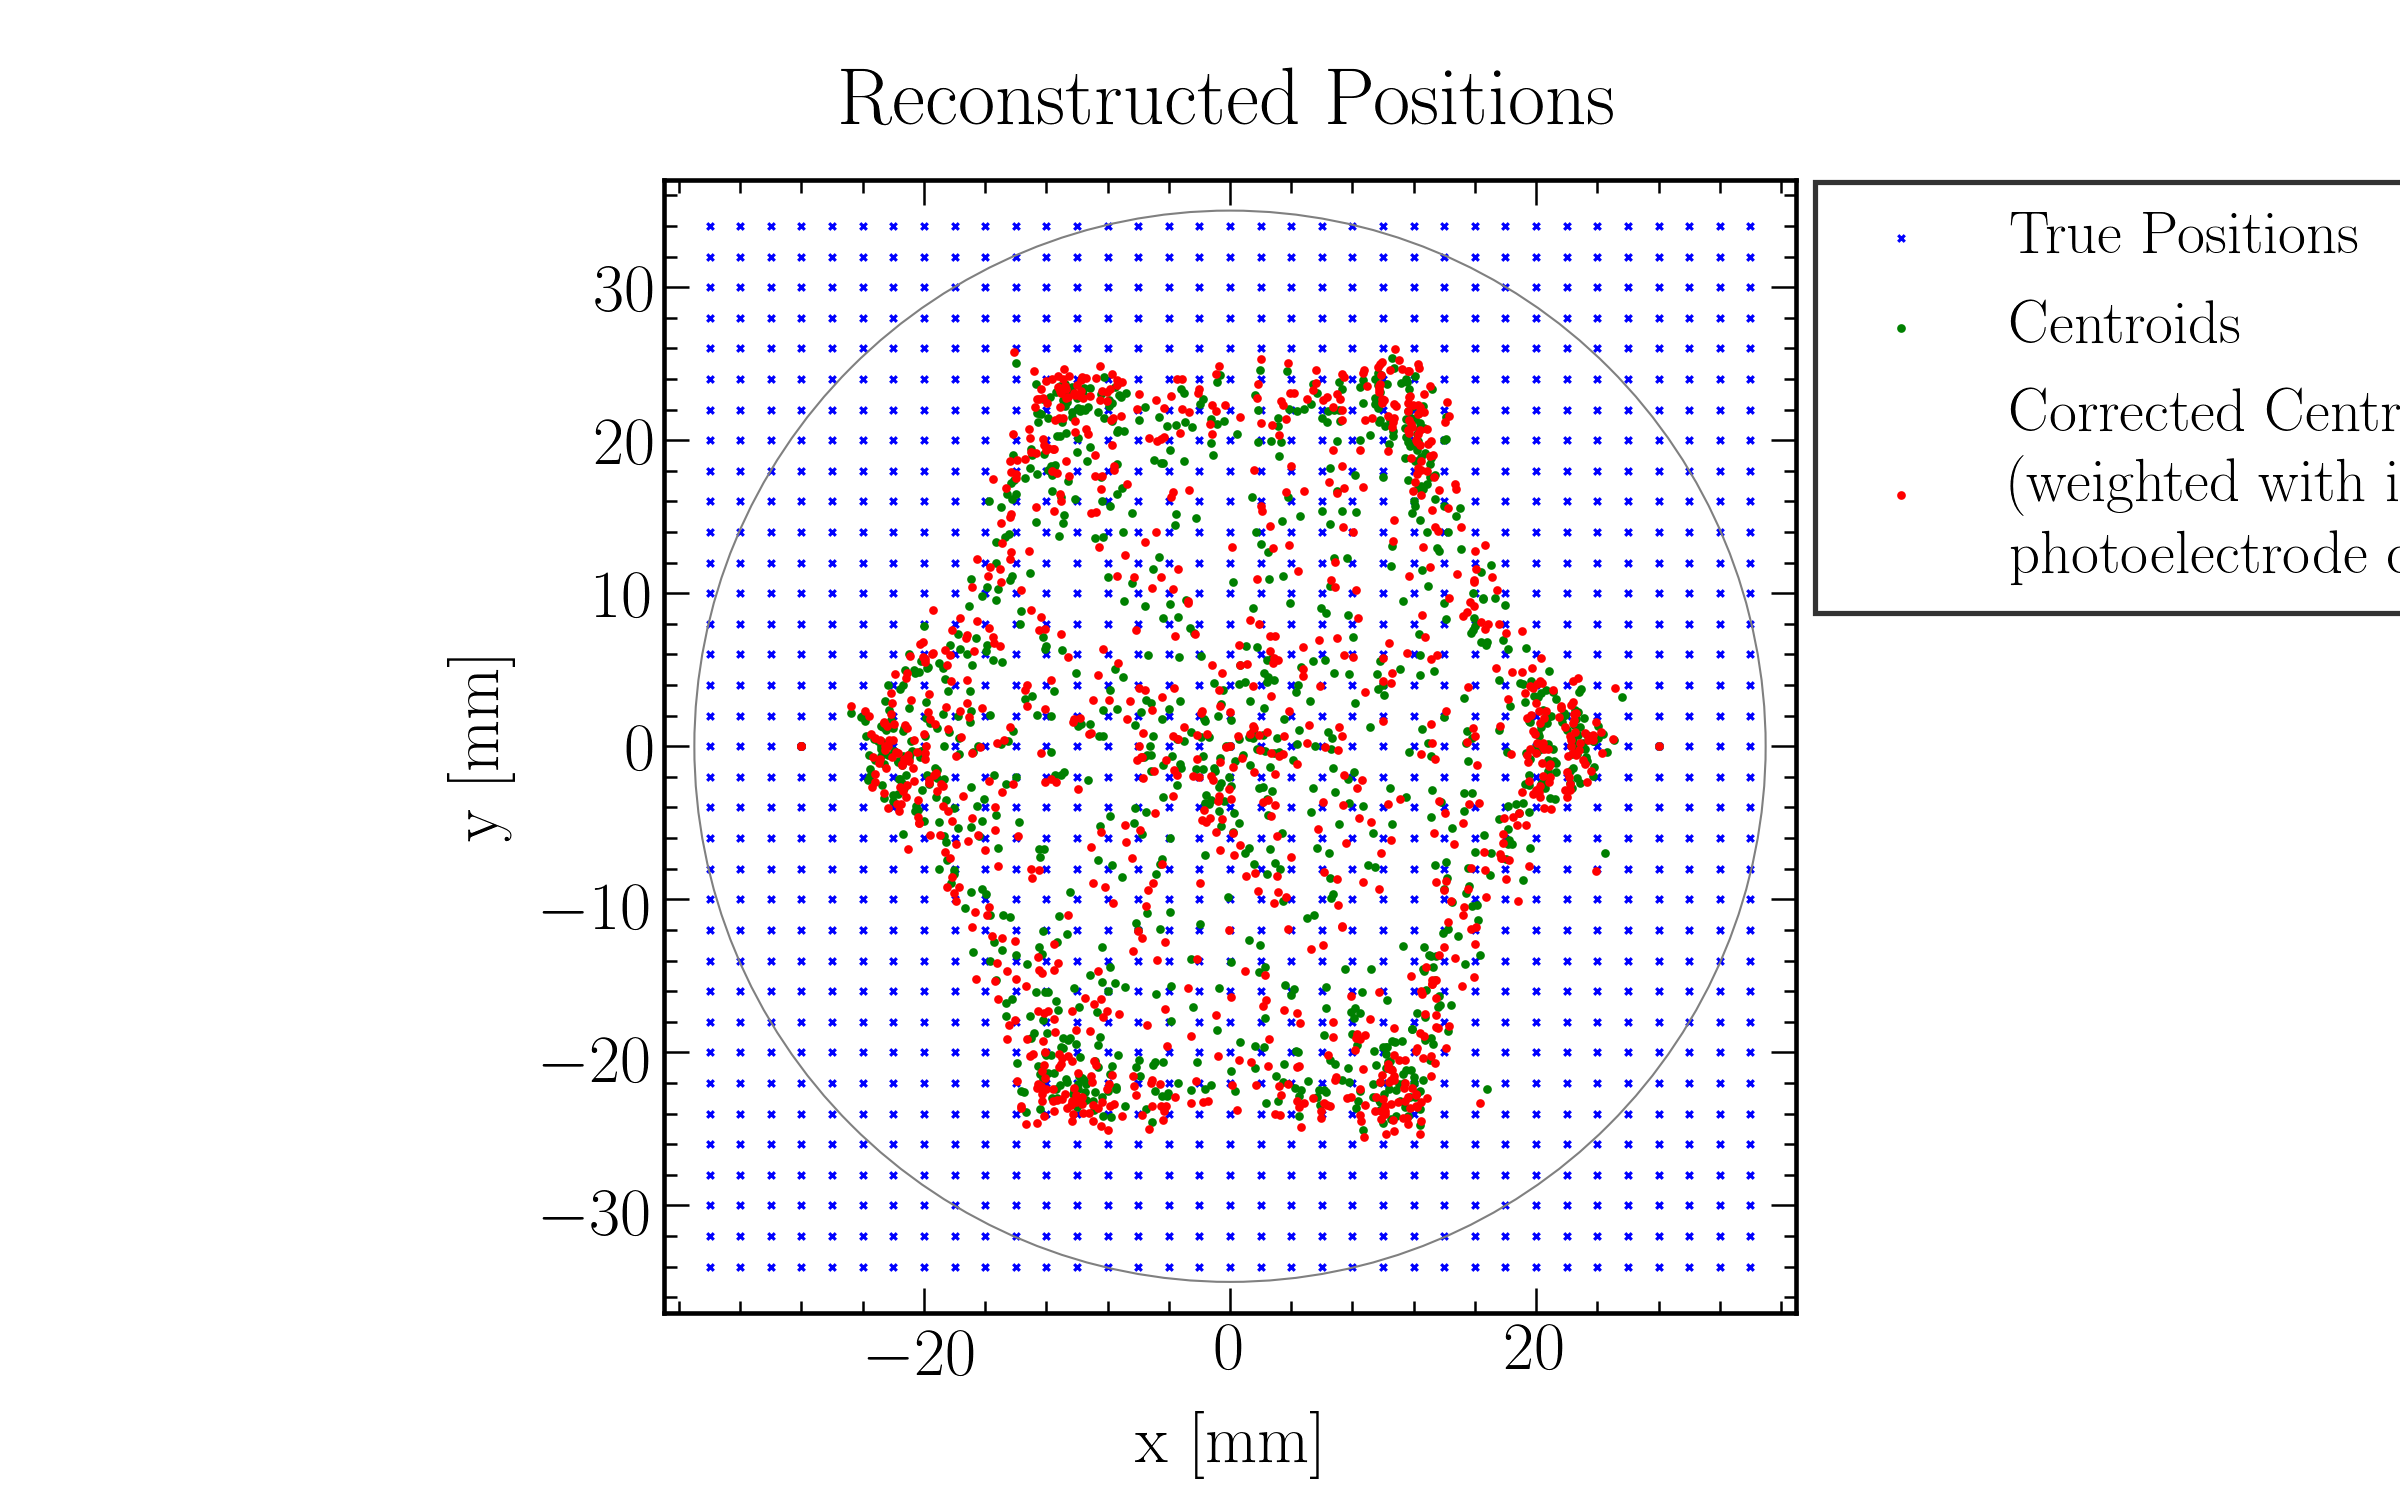 Reconstructed Positions
True Positions
Centroids
Corrected
(weighted with
photoelectrode
30
20
10
0
−10
−20
−30
y [mm]
−20 0 20
x [mm]